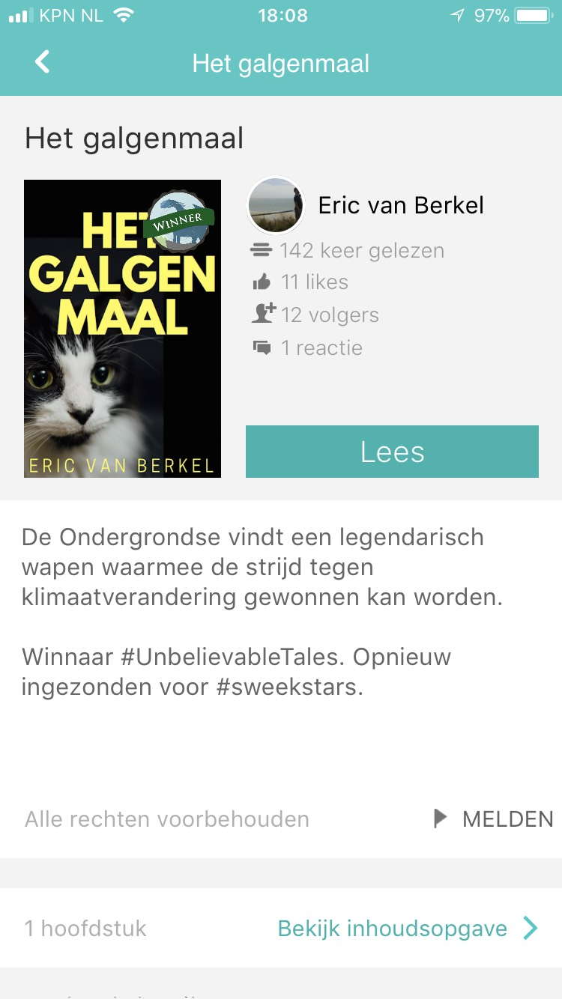 KPN NL 18:08 97%
Het galgenmaal
Het galgenmaal
HET
GALGEN
MAAL
WINNER
ERIC VAN BERKEL
Eric van Berkel
142 keer gelezen
11 likes
12 volgers
1 reactie
Lees
De Ondergrondse vindt een legendarisch
wapen waarmee de strijd tegen
klimaatverandering gewonnen kan worden.
Winnaar #UnbelievableTales. Opnieuw
ingezonden voor #sweekstars.
Alle rechten voorbehouden MELDEN
1 hoofdstuk Bekijk inhoudsopgave